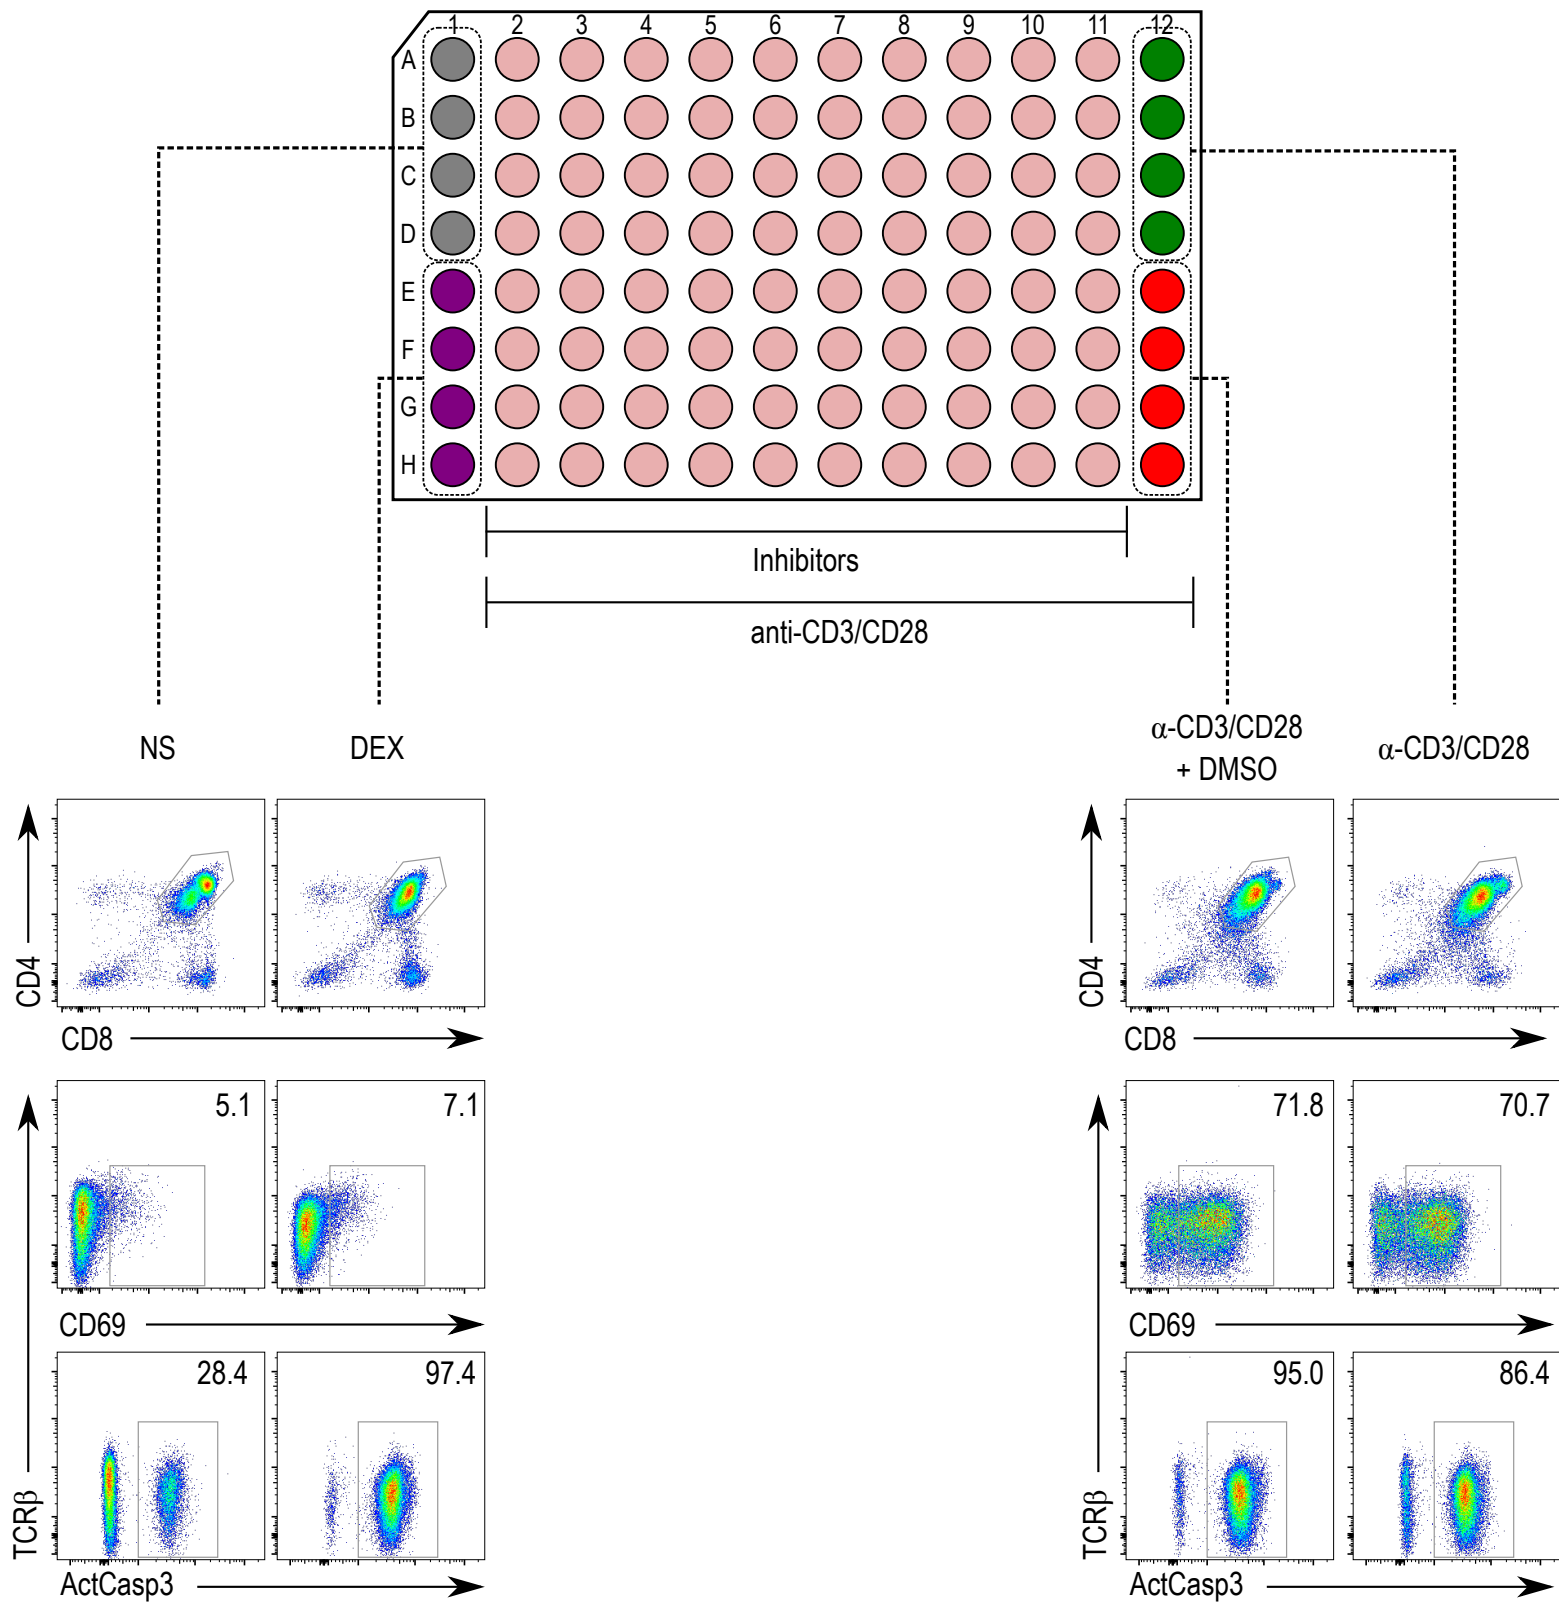 1 2 3 4 5 6 7 8 9 10 11 12
A
B
C
D
E
F
G
H
Inhibitors
anti-CD3/CD28
NS
DEX
α-CD3/CD28
+ DMSO
α-CD3/CD28
CD4
CD8
CD4
CD8
5.1
7.1
71.8
70.7
CD69
CD69
28.4
97.4
95.0
86.4
TCRβ
ActCasp3
TCRβ
ActCasp3